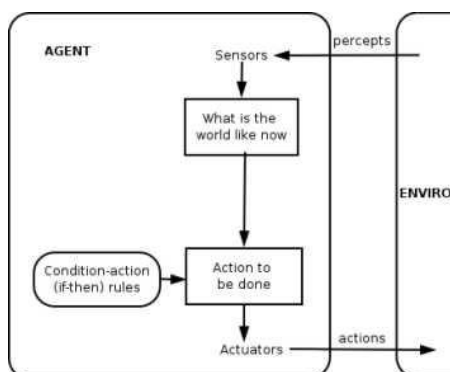 AGENT
Sensors
percepts
What is the
world like now
ENVIRO
Condition-action
(if-then) rules
Action to
be done
Actuators
actions